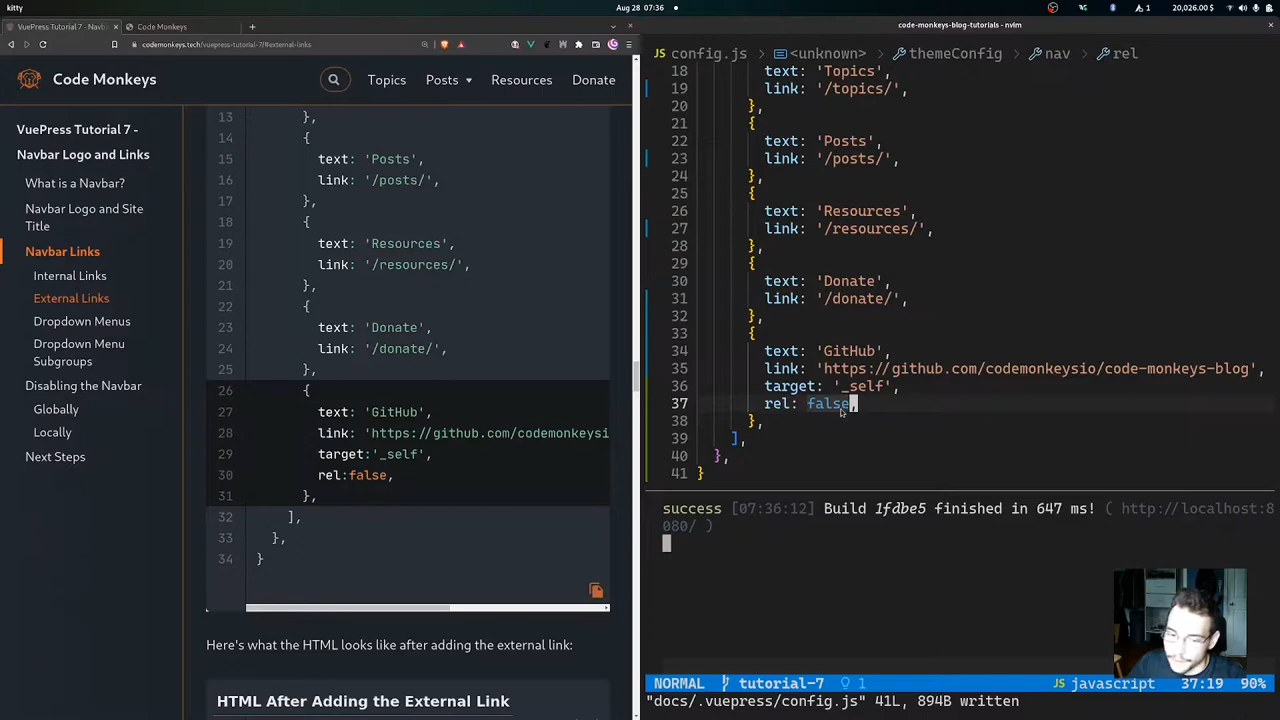 kitty
Aug 28 07:36
1
20,026.00 $
VuePress Tutorial 7 - Navbar
Code Monkeys
codemonkeys.tech/vuepress-tutorial-7/#external-links
Code Monkeys
Topics
Posts
Resources
Donate
VuePress Tutorial 7 -
Navbar Logo and Links
What is a Navbar?
Navbar Logo and Site
Title
Navbar Links
Internal Links
External Links
Dropdown Menus
Dropdown Menu
Subgroups
Disabling the Navbar
Globally
Locally
Next Steps
13 },
14 {
15 text: 'Posts',
16 link: '/posts/',
17 },
18 {
19 text: 'Resources',
20 link: '/resources/',
21 },
22 {
23 text: 'Donate',
24 link: '/donate/',
25 },
26 {
27 text: 'GitHub',
28 link: 'https://github.com/codemonkeysi
29 target:'_self',
30 rel:false,
31 },
32 ],
33 },
34 }
Here's what the HTML looks like after adding the external link:
HTML After Adding the External Link
code-monkeys-blog-tutorials - nvim
JS config.js > <unknown> > themeConfig > nav > rel
18 text: 'Topics',
19 link: '/topics/',
20 },
21 {
22 text: 'Posts',
23 link: '/posts/',
24 },
25 {
26 text: 'Resources',
27 link: '/resources/',
28 },
29 {
30 text: 'Donate',
31 link: '/donate/',
32 },
33 {
34 text: 'GitHub',
35 link: 'https://github.com/codemonkeysio/code-monkeys-blog',
36 target: '_self',
37 rel: false,
38 },
39 ],
40 },
41 }
success [07:36:12] Build 1fdbe5 finished in 647 ms! ( http://localhost:8
080/ )
NORMAL tutorial-7 1 JS javascript 37:19 90%
"docs/.vuepress/config.js" 41L, 894B written